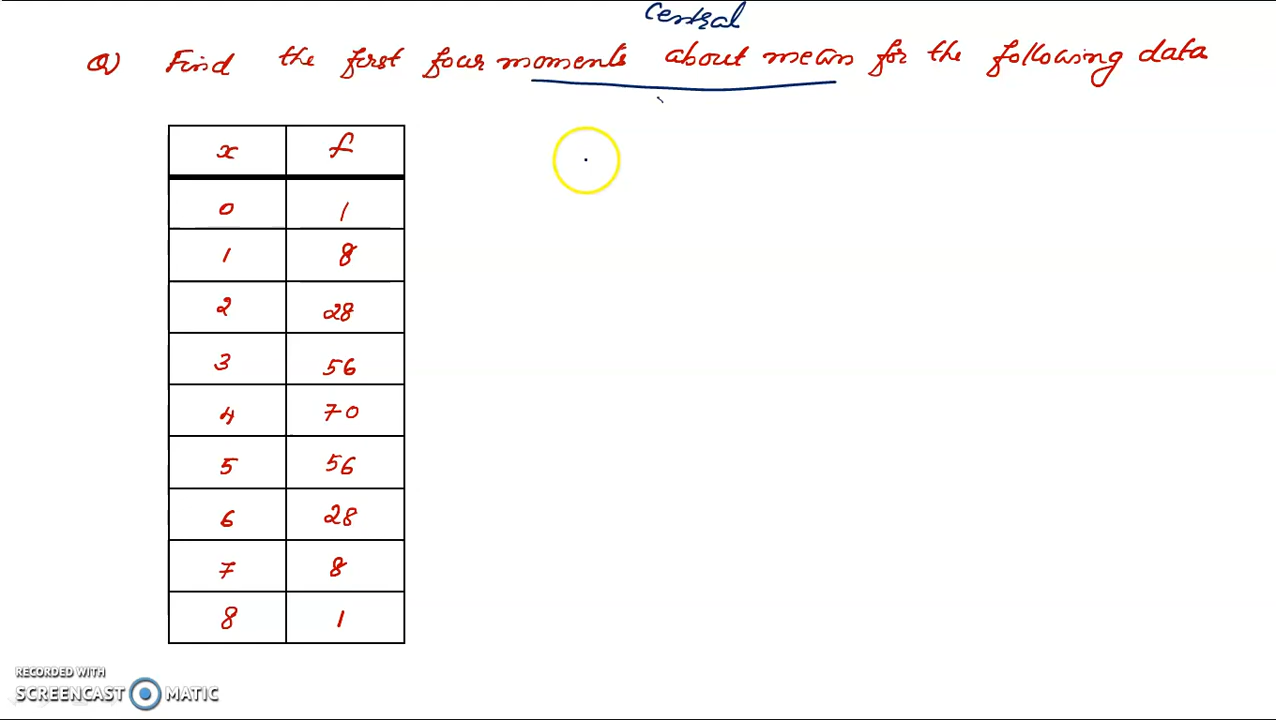 central
Q) Find the first four moments about mean for the following data
x f
0 1
1 8
2 28
3 56
4 70
5 56
6 28
7 8
8 1
RECORDED WITH
SCREENCAST MATIC